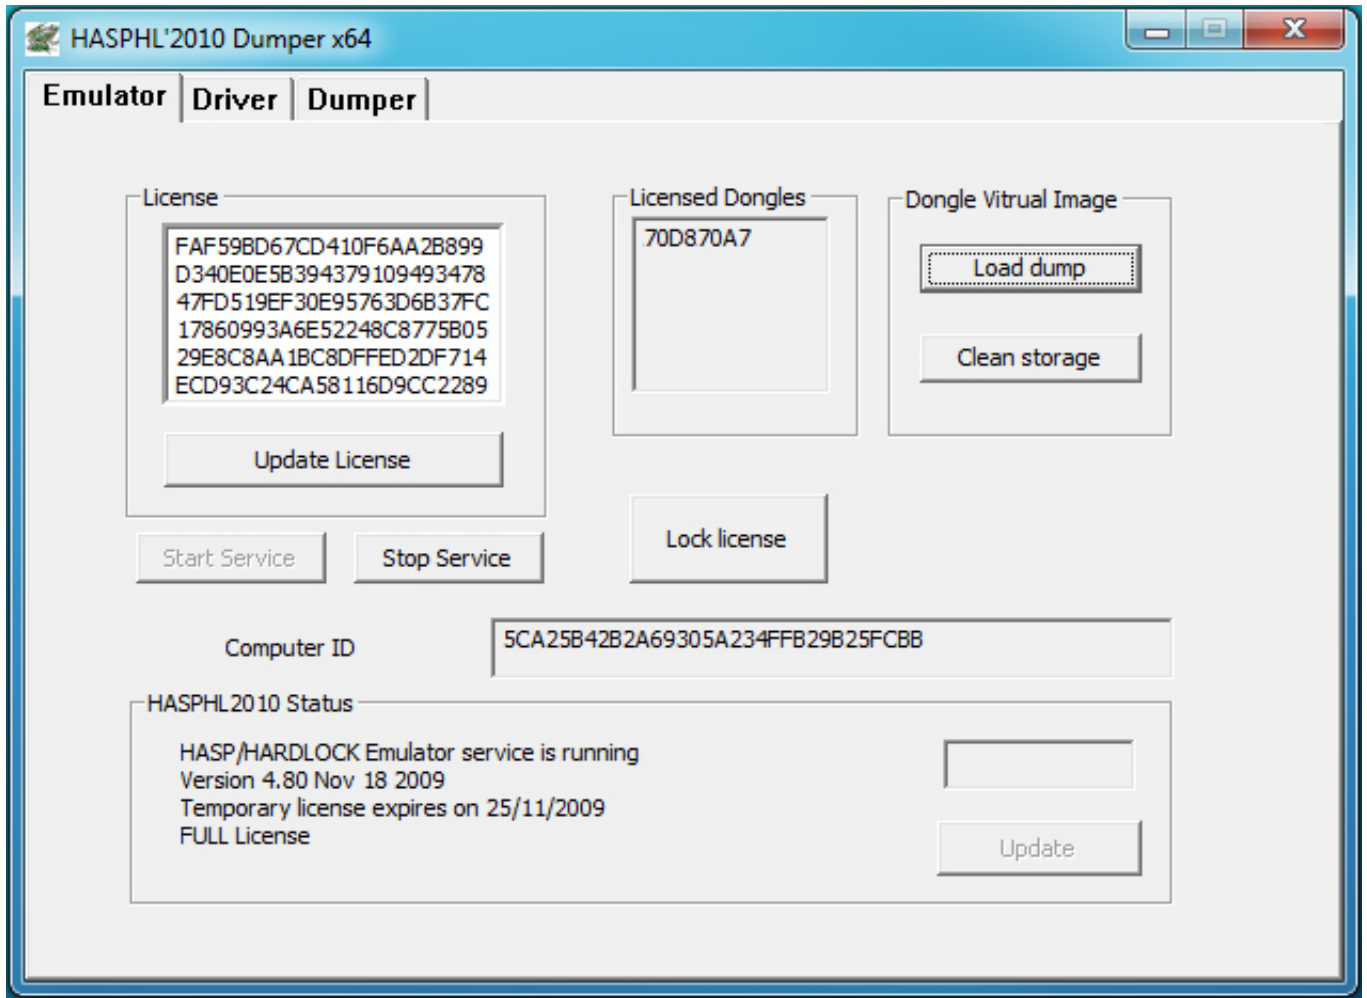 HASPHL'2010 Dumper x64
Emulator Driver Dumper
License
FAF59BD67CD410F6AA2B899
D340E0E5B394379109493478
47FD519EF30E95763D6B37FC
17860993A6E52248C8775B05
29E8C8AA1BC8DFFED2DF714
ECD93C24CA58116D9CC2289
Update License
Licensed Dongles
70D870A7
Dongle Vitrual Image
Load dump
Clean storage
Start Service
Stop Service
Lock license
Computer ID
5CA25B42B2A69305A234FFB29B25FCBB
HASPHL2010 Status
HASP/HARDLOCK Emulator service is running
Version 4.80 Nov 18 2009
Temporary license expires on 25/11/2009
FULL License
Update